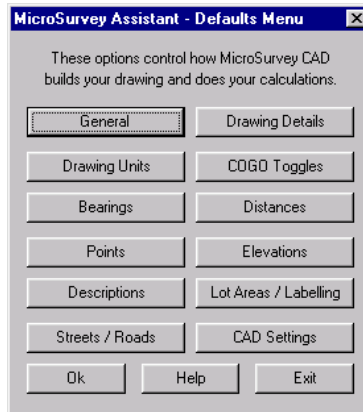 MicroSurvey Assistant - Defaults Menu
These options control how MicroSurvey CAD
builds your drawing and does your calculations.
General
Drawing Details
Drawing Units
COGO Toggles
Bearings
Distances
Points
Elevations
Descriptions
Lot Areas / Labelling
Streets / Roads
CAD Settings
Ok
Help
Exit